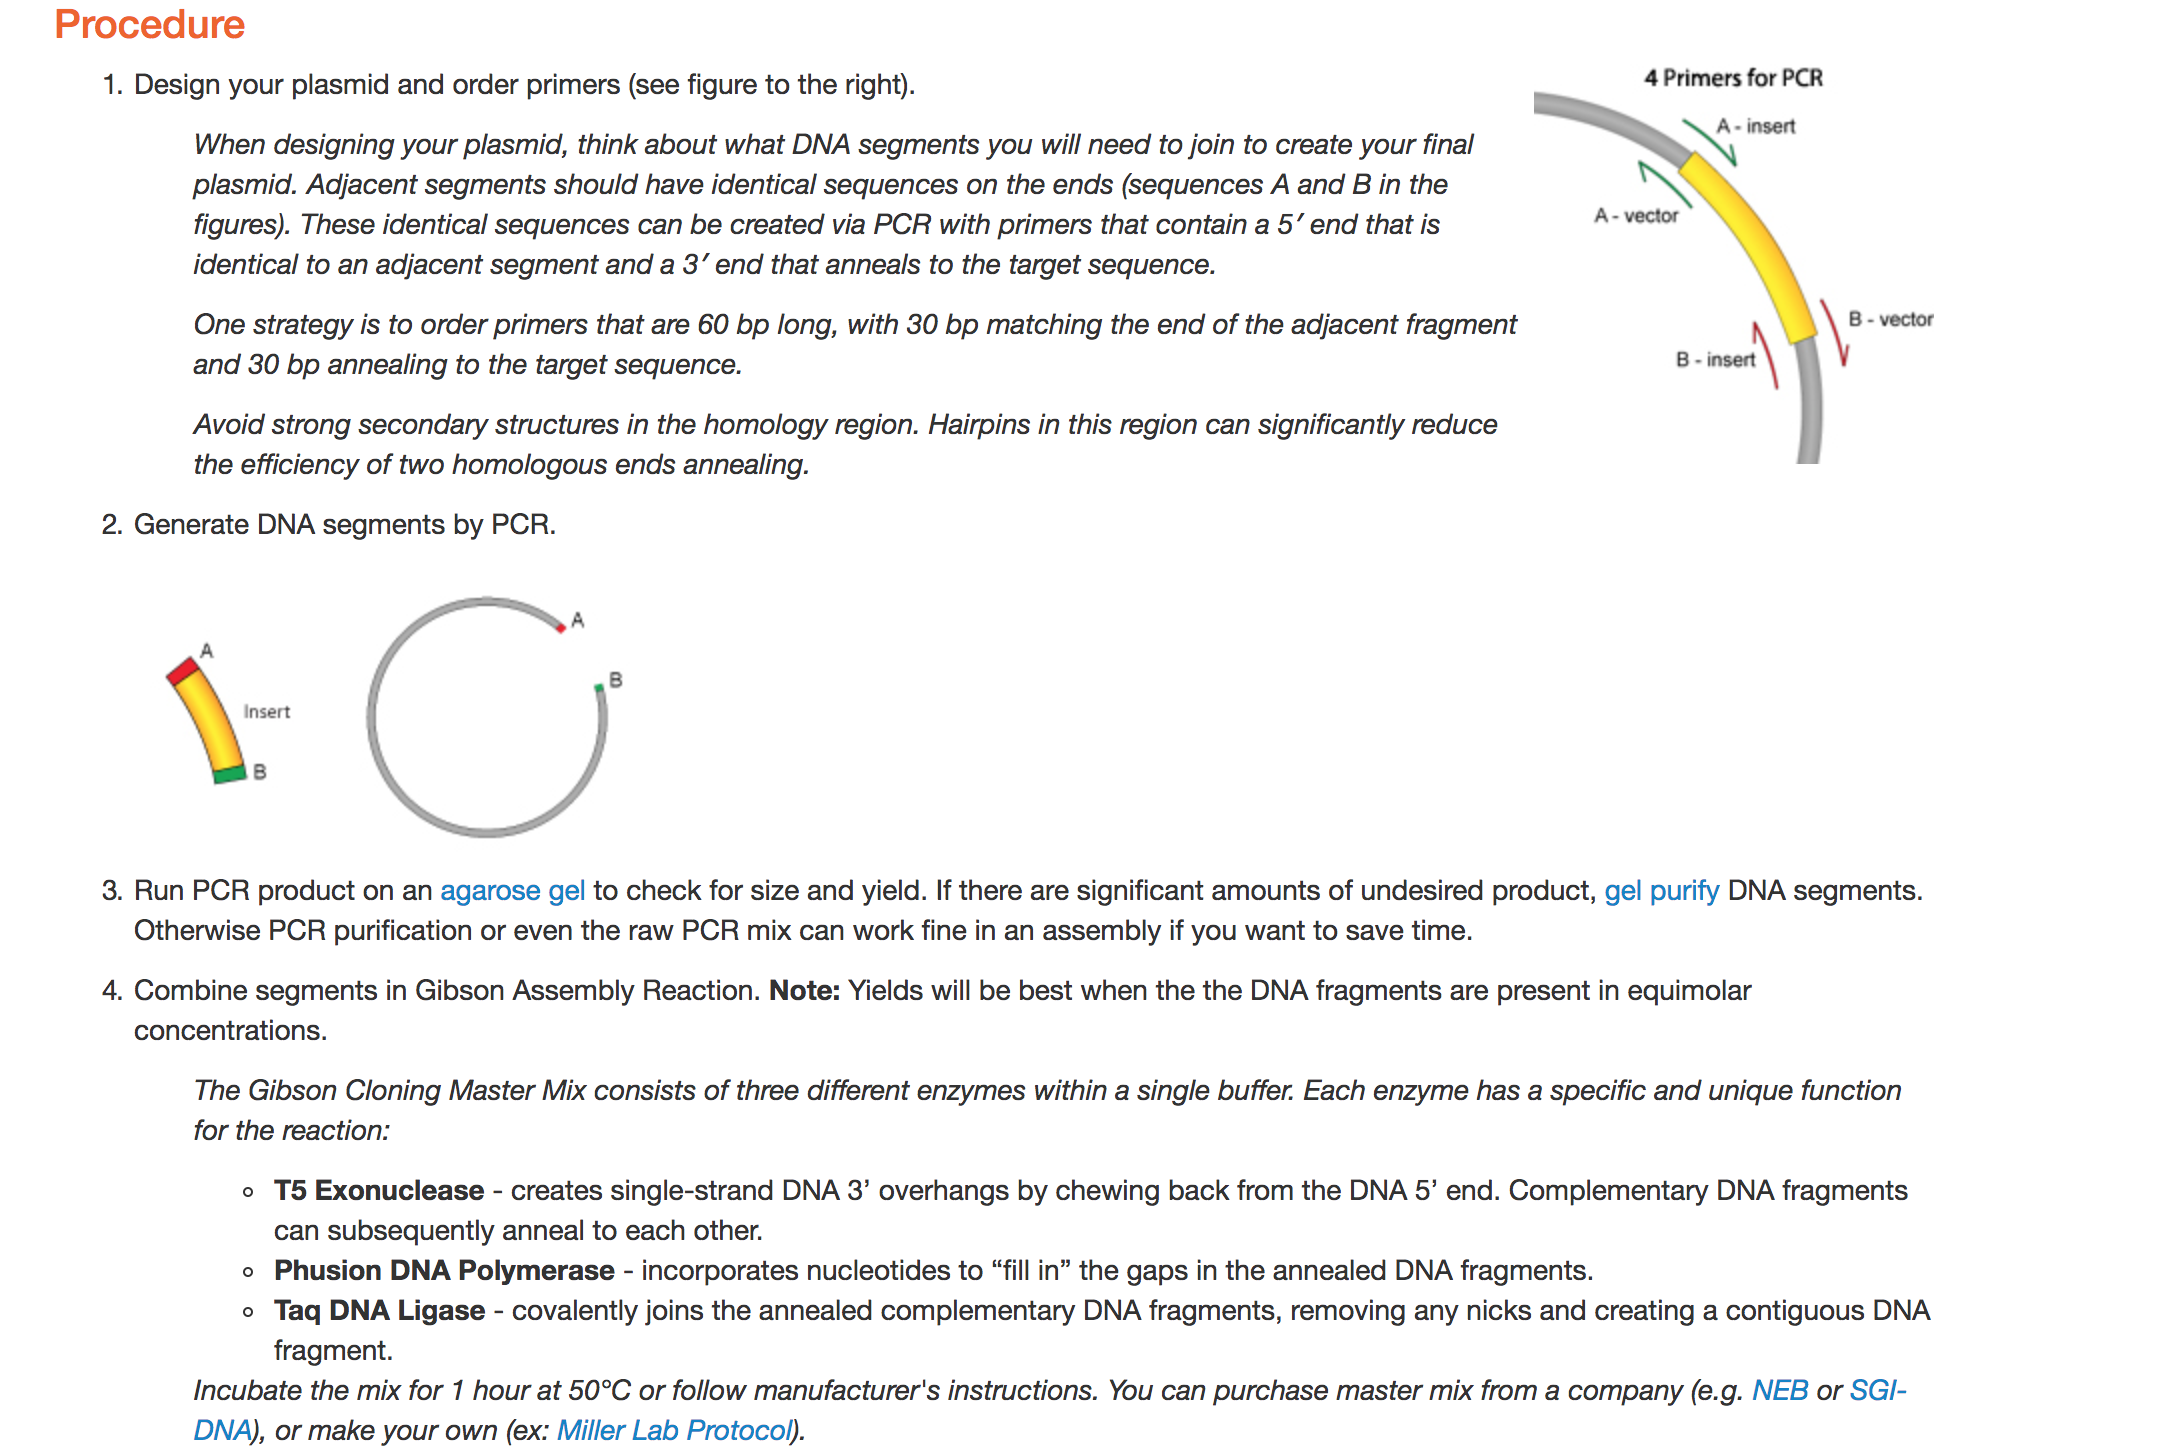 Procedure
1. Design your plasmid and order primers (see figure to the right).
When designing your plasmid, think about what DNA segments you will need to join to create your final
plasmid. Adjacent segments should have identical sequences on the ends (sequences A and B in the
figures). These identical sequences can be created via PCR with primers that contain a 5′ end that is
identical to an adjacent segment and a 3′ end that anneals to the target sequence.
One strategy is to order primers that are 60 bp long, with 30 bp matching the end of the adjacent fragment
and 30 bp annealing to the target sequence.
Avoid strong secondary structures in the homology region. Hairpins in this region can significantly reduce
the efficiency of two homologous ends annealing.
4 Primers for PCR
A - insert
A - vector
B - vector
B - insert
2. Generate DNA segments by PCR.
A
Insert
B
A
B
3. Run PCR product on an agarose gel to check for size and yield. If there are significant amounts of undesired product, gel purify DNA segments.
Otherwise PCR purification or even the raw PCR mix can work fine in an assembly if you want to save time.
4. Combine segments in Gibson Assembly Reaction. Note: Yields will be best when the the DNA fragments are present in equimolar
concentrations.
The Gibson Cloning Master Mix consists of three different enzymes within a single buffer. Each enzyme has a specific and unique function
for the reaction:
◦ T5 Exonuclease - creates single-strand DNA 3’ overhangs by chewing back from the DNA 5’ end. Complementary DNA fragments
can subsequently anneal to each other.
◦ Phusion DNA Polymerase - incorporates nucleotides to “fill in” the gaps in the annealed DNA fragments.
◦ Taq DNA Ligase - covalently joins the annealed complementary DNA fragments, removing any nicks and creating a contiguous DNA
fragment.
Incubate the mix for 1 hour at 50°C or follow manufacturer's instructions. You can purchase master mix from a company (e.g. NEB or SGI-
DNA), or make your own (ex: Miller Lab Protocol).